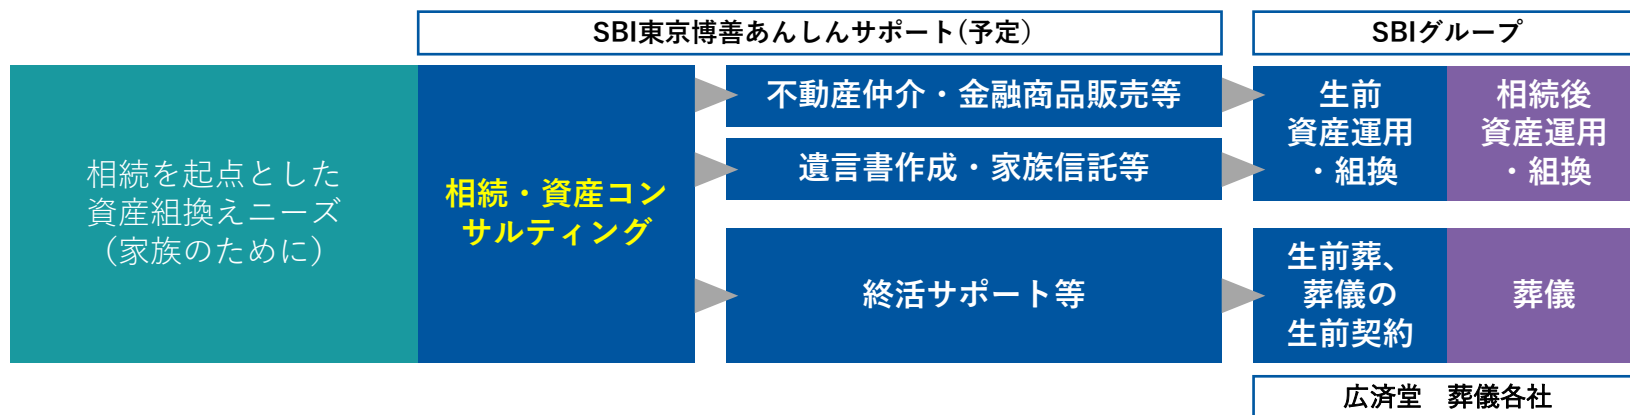 SBI東京博善あんしんサポート(予定)
SBIグループ
相続を起点とした
資産組換えニーズ
（家族のために）
相続・資産コン
サルティング
不動産仲介・金融商品販売等
遺言書作成・家族信託等
終活サポート等
生前
資産運用
・組換
相続後
資産運用
・組換
生前葬、
葬儀の
生前契約
葬儀
広済堂　葬儀各社